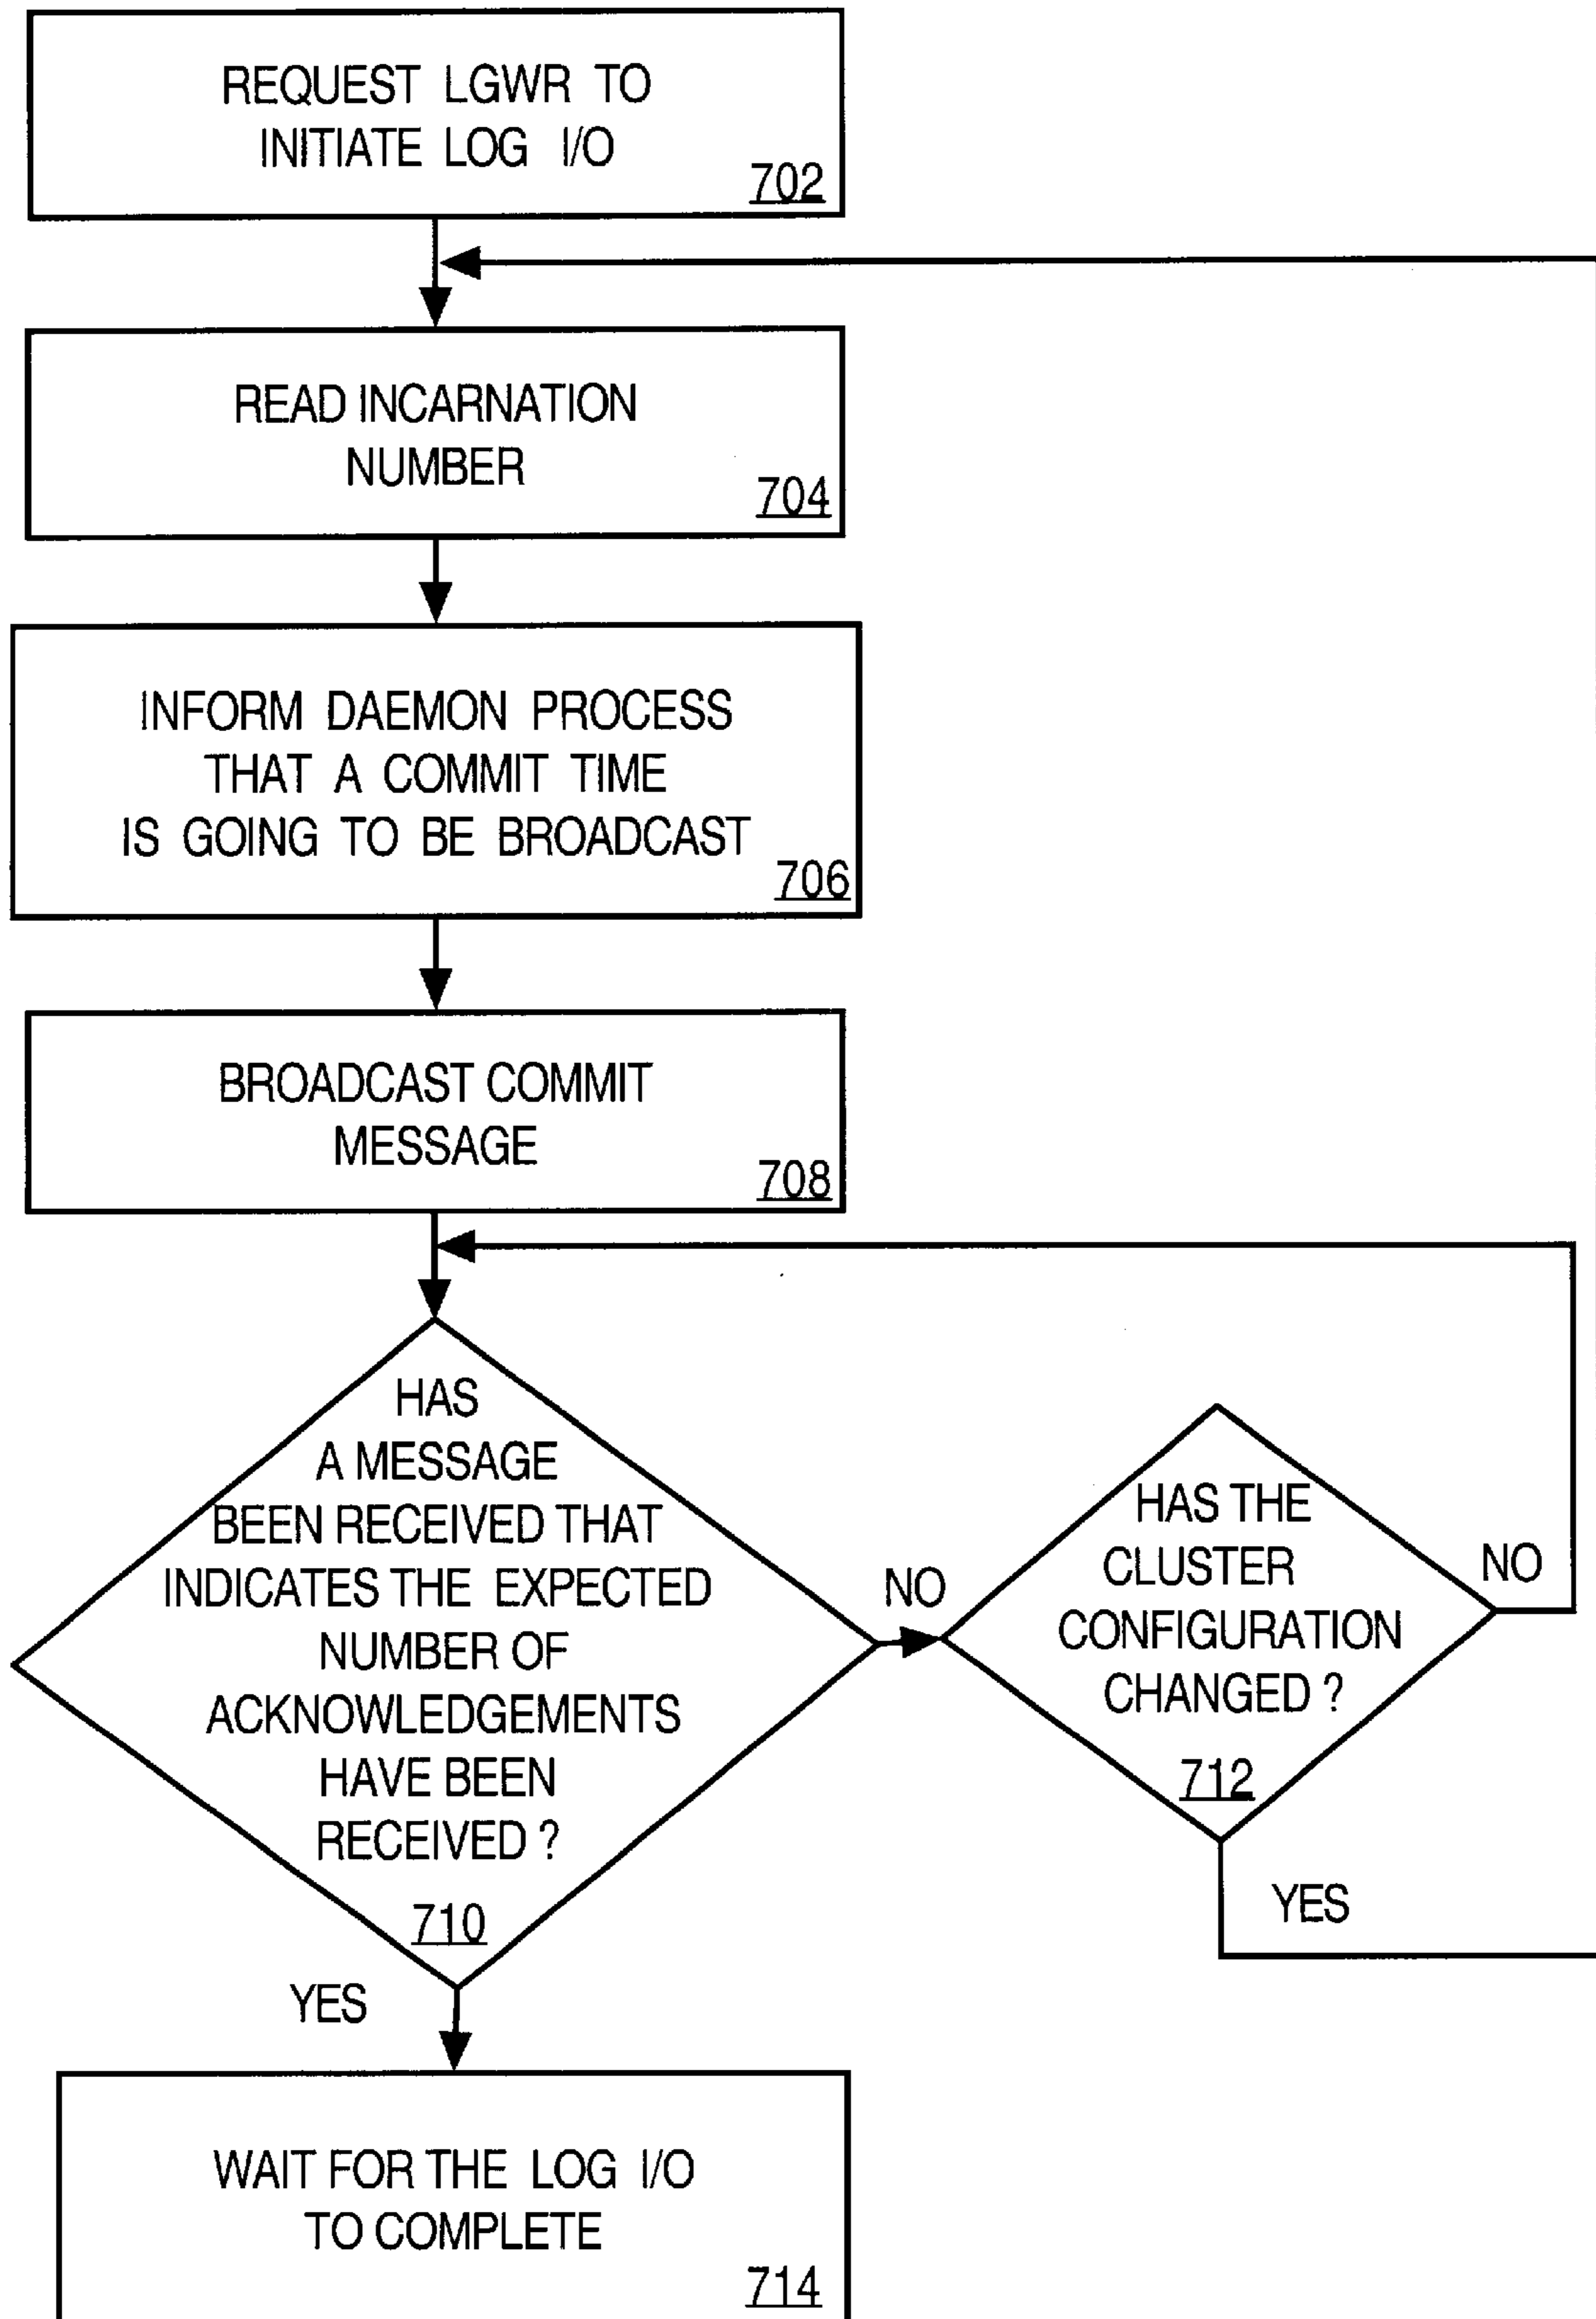 REQUEST LGWR TO
INITIATE LOG I/O
702
READ INCARNATION
NUMBER
704
INFORM DAEMON PROCESS
THAT A COMMIT TIME
IS GOING TO BE BROADCAST
706
BROADCAST COMMIT
MESSAGE
708
HAS
A MESSAGE
BEEN RECEIVED THAT
INDICATES THE EXPECTED
NUMBER OF
ACKNOWLEDGEMENTS
HAVE BEEN
RECEIVED ?
710
NO
HAS THE
CLUSTER
CONFIGURATION
CHANGED ?
712
NO
YES
YES
WAIT FOR THE LOG I/O
TO COMPLETE
714